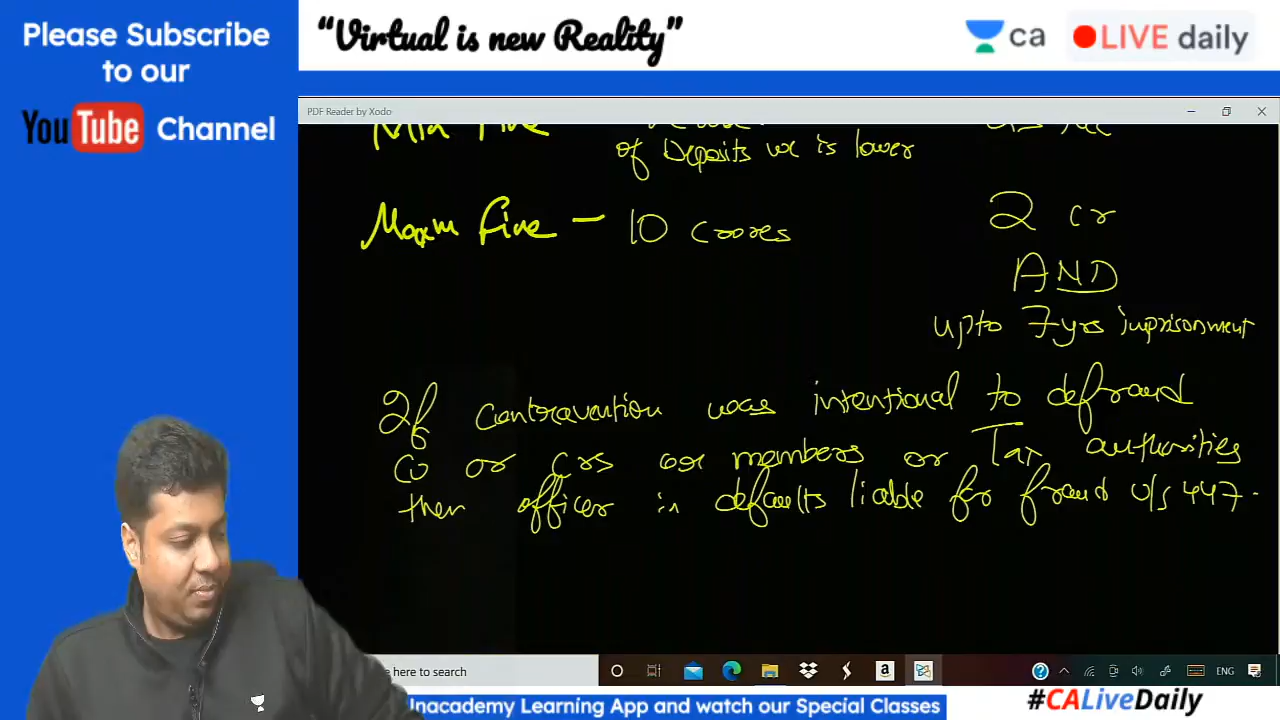 Please Subscribe
to our
YouTube Channel
“Virtual is new Reality”
ca
LIVE daily
PDF Reader by Xodo
Fine
of Deposits we is lower
Maxm Fine - 10 crores
2 cr
AND
upto 7yrs imprisonment
If contravention was intentional to defraud
co or crs or members or Tax authorities
then officer in defaults liable for fraud u/s 447.
here to search
ENG
Unacademy Learning App and watch our Special Classes
#CALiveDaily